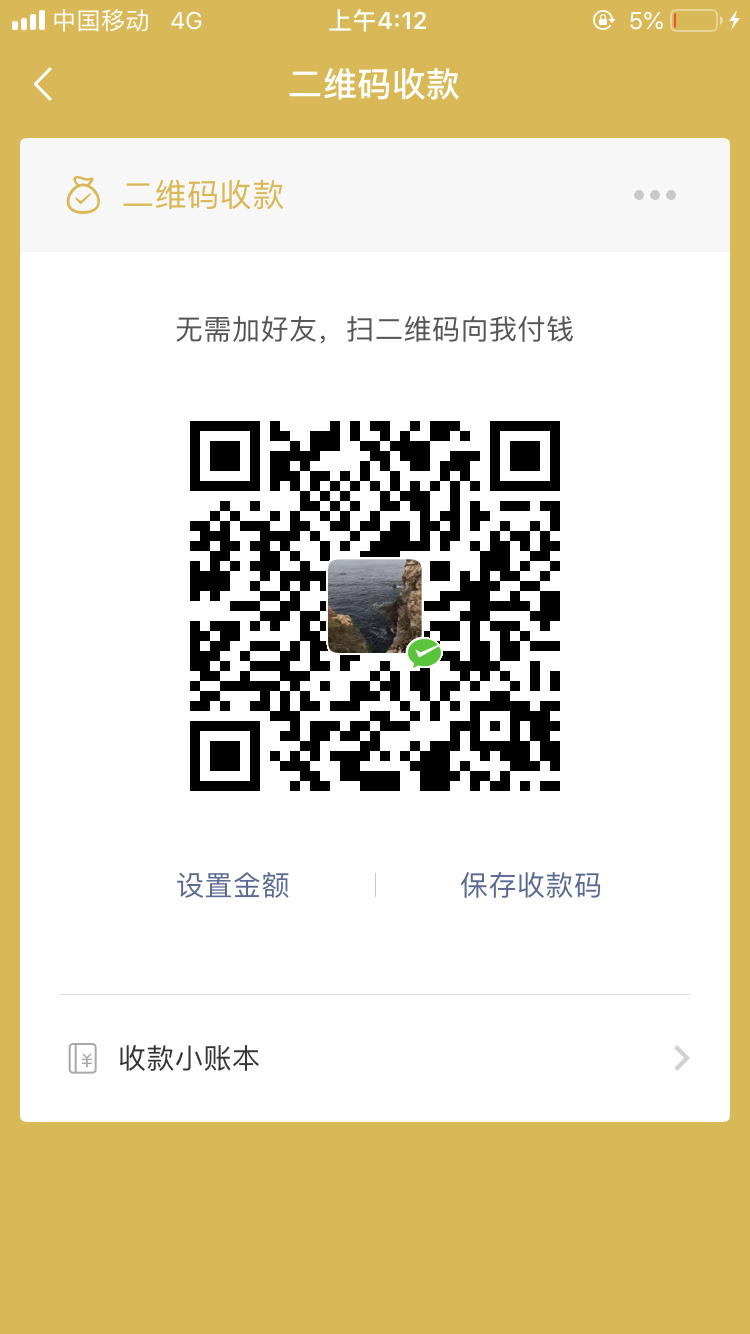 中国移动 4G 上午4:12 5%
二维码收款
二维码收款
无需加好友，扫二维码向我付钱
设置金额 保存收款码
¥ 收款小账本